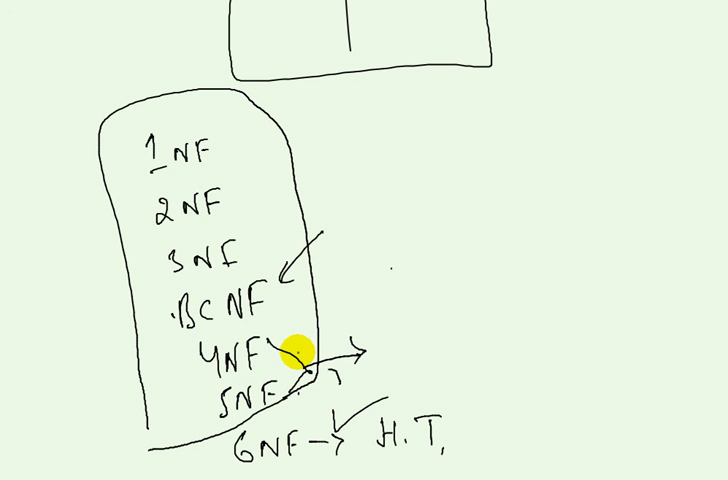 1NF
2NF
3NF
BCNF
4NF
5NF
6NF → H.T.